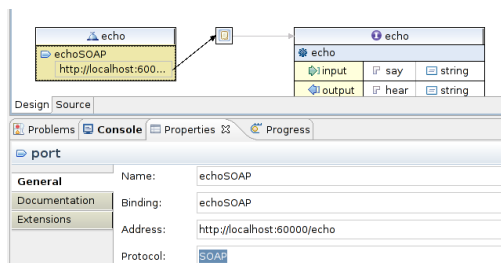 echo echo
echoSOAP echo
http://localhost:600... input say string
output hear string
Design Source
Problems Console Properties Progress
port
General Name: echoSOAP
Documentation Binding: echoSOAP
Extensions Address: http://localhost:60000/echo
Protocol: SOAP